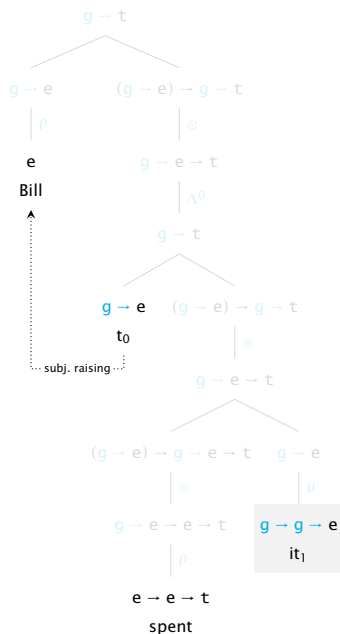 g → t
g → e (g → e) → g → t
ρ ⊛
e g → e → t
Bill Λ⁰
g → t
g → e (g → e) → g → t
t₀ ⊛
subj. raising g → e → t
(g → e) → g → e → t g → e
⊛ μ
g → e → e → t g → g → e
ρ it₁
e → e → t
spent